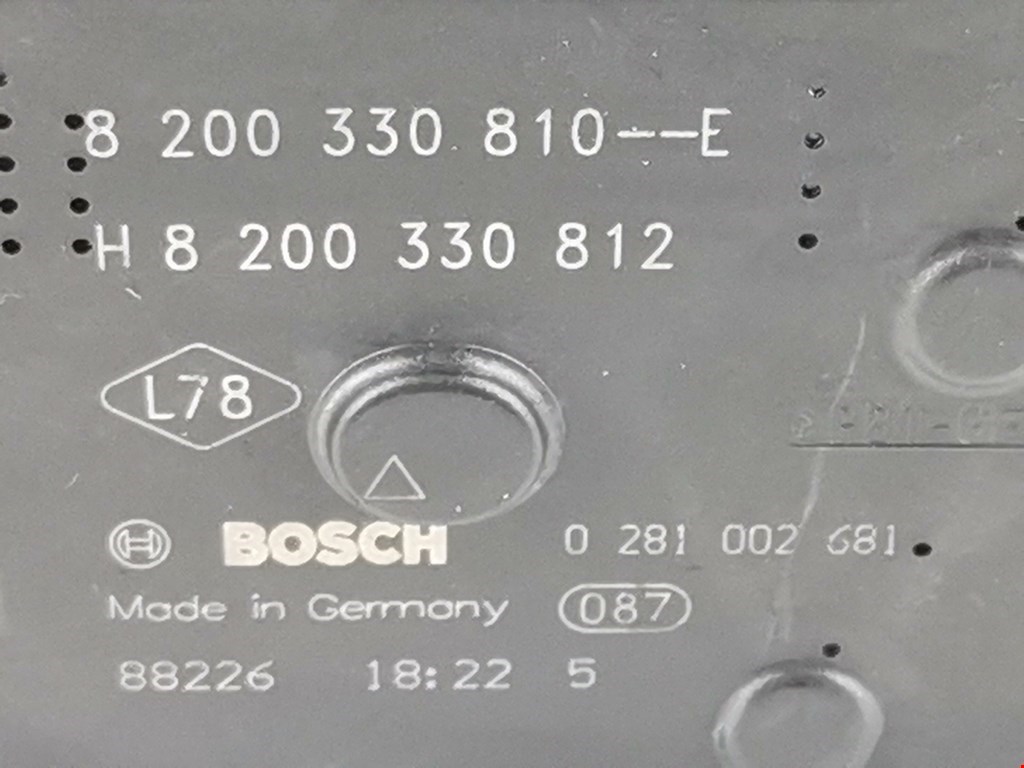 8 200 330 810--E
H 8 200 330 812
L78
BOSCH 0 281 002 681
Made in Germany 087
88226 18:22 5